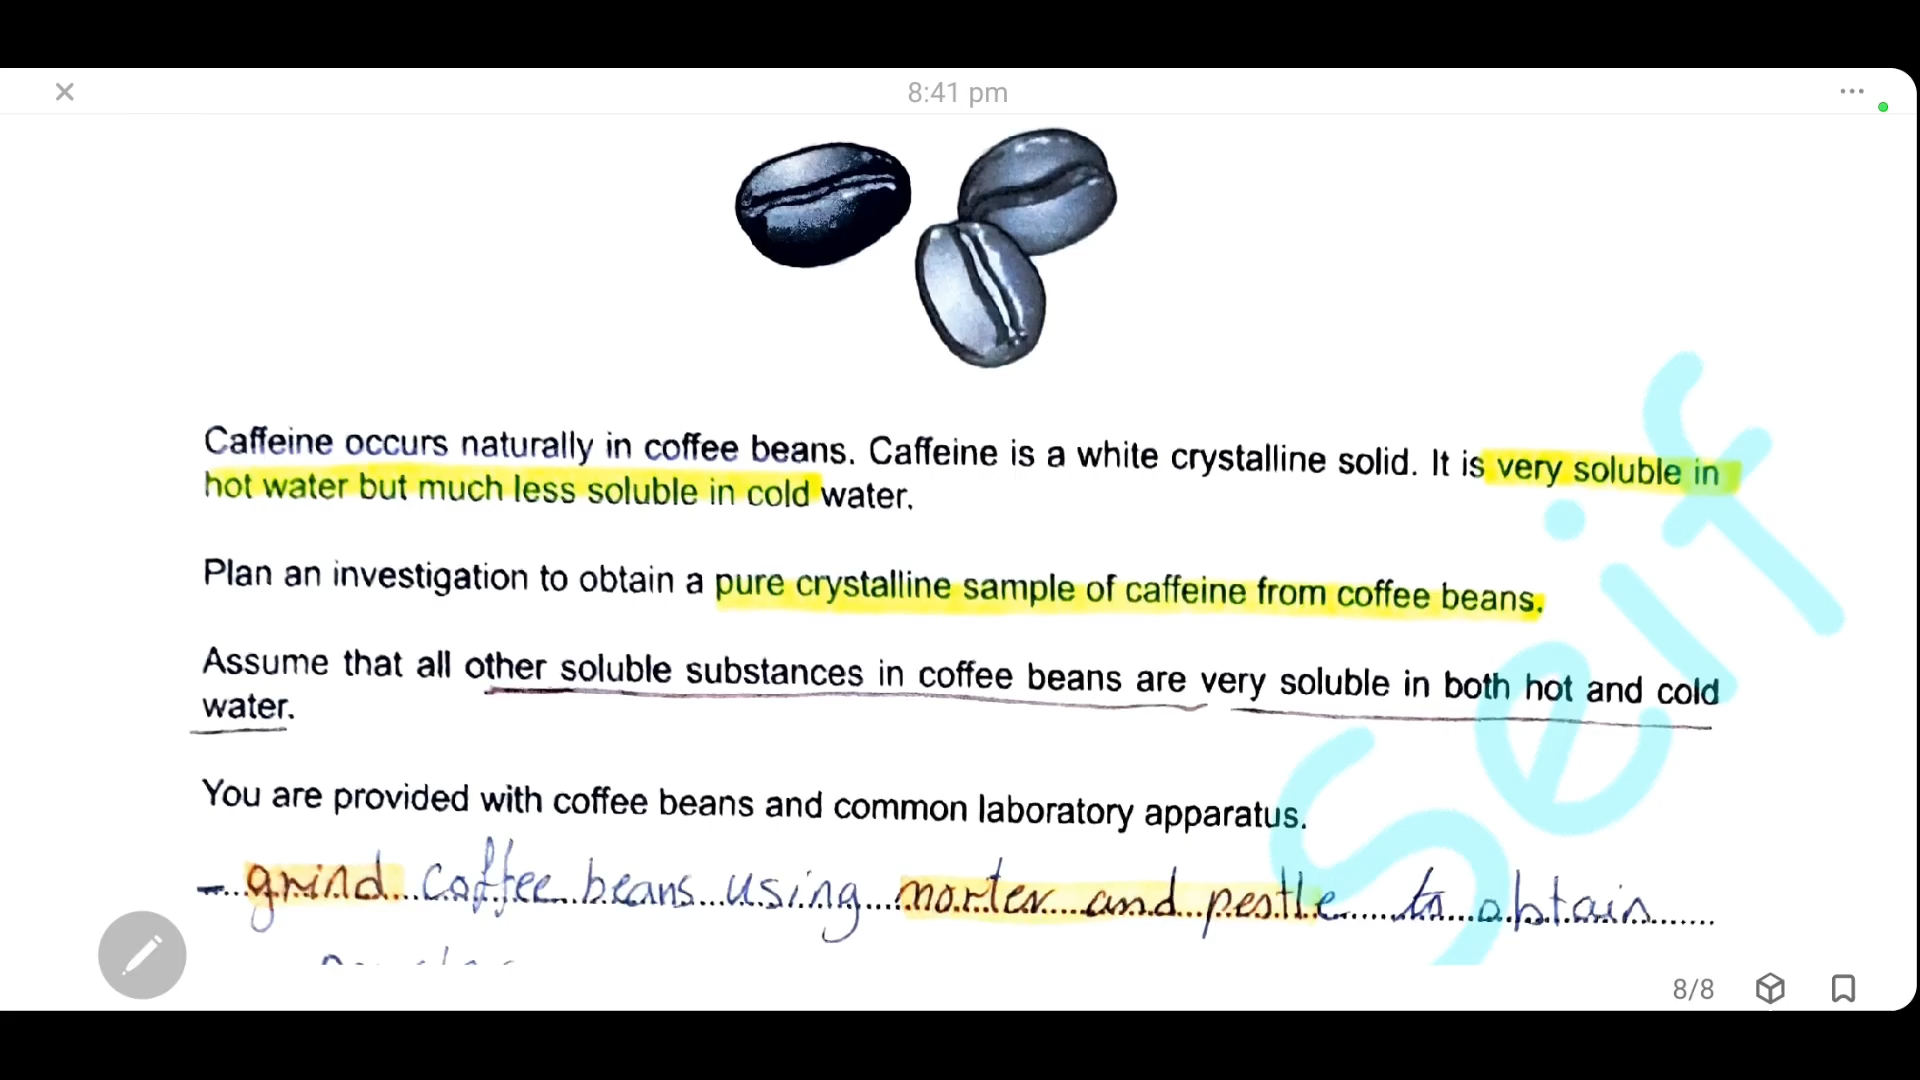 8:41 pm
Caffeine occurs naturally in coffee beans. Caffeine is a white crystalline solid. It is very soluble in
hot water but much less soluble in cold water.
Plan an investigation to obtain a pure crystalline sample of caffeine from coffee beans.
Assume that all other soluble substances in coffee beans are very soluble in both hot and cold
water.
You are provided with coffee beans and common laboratory apparatus.
- grind coffee beans using morter and pestle to obtain
8/8
Seif